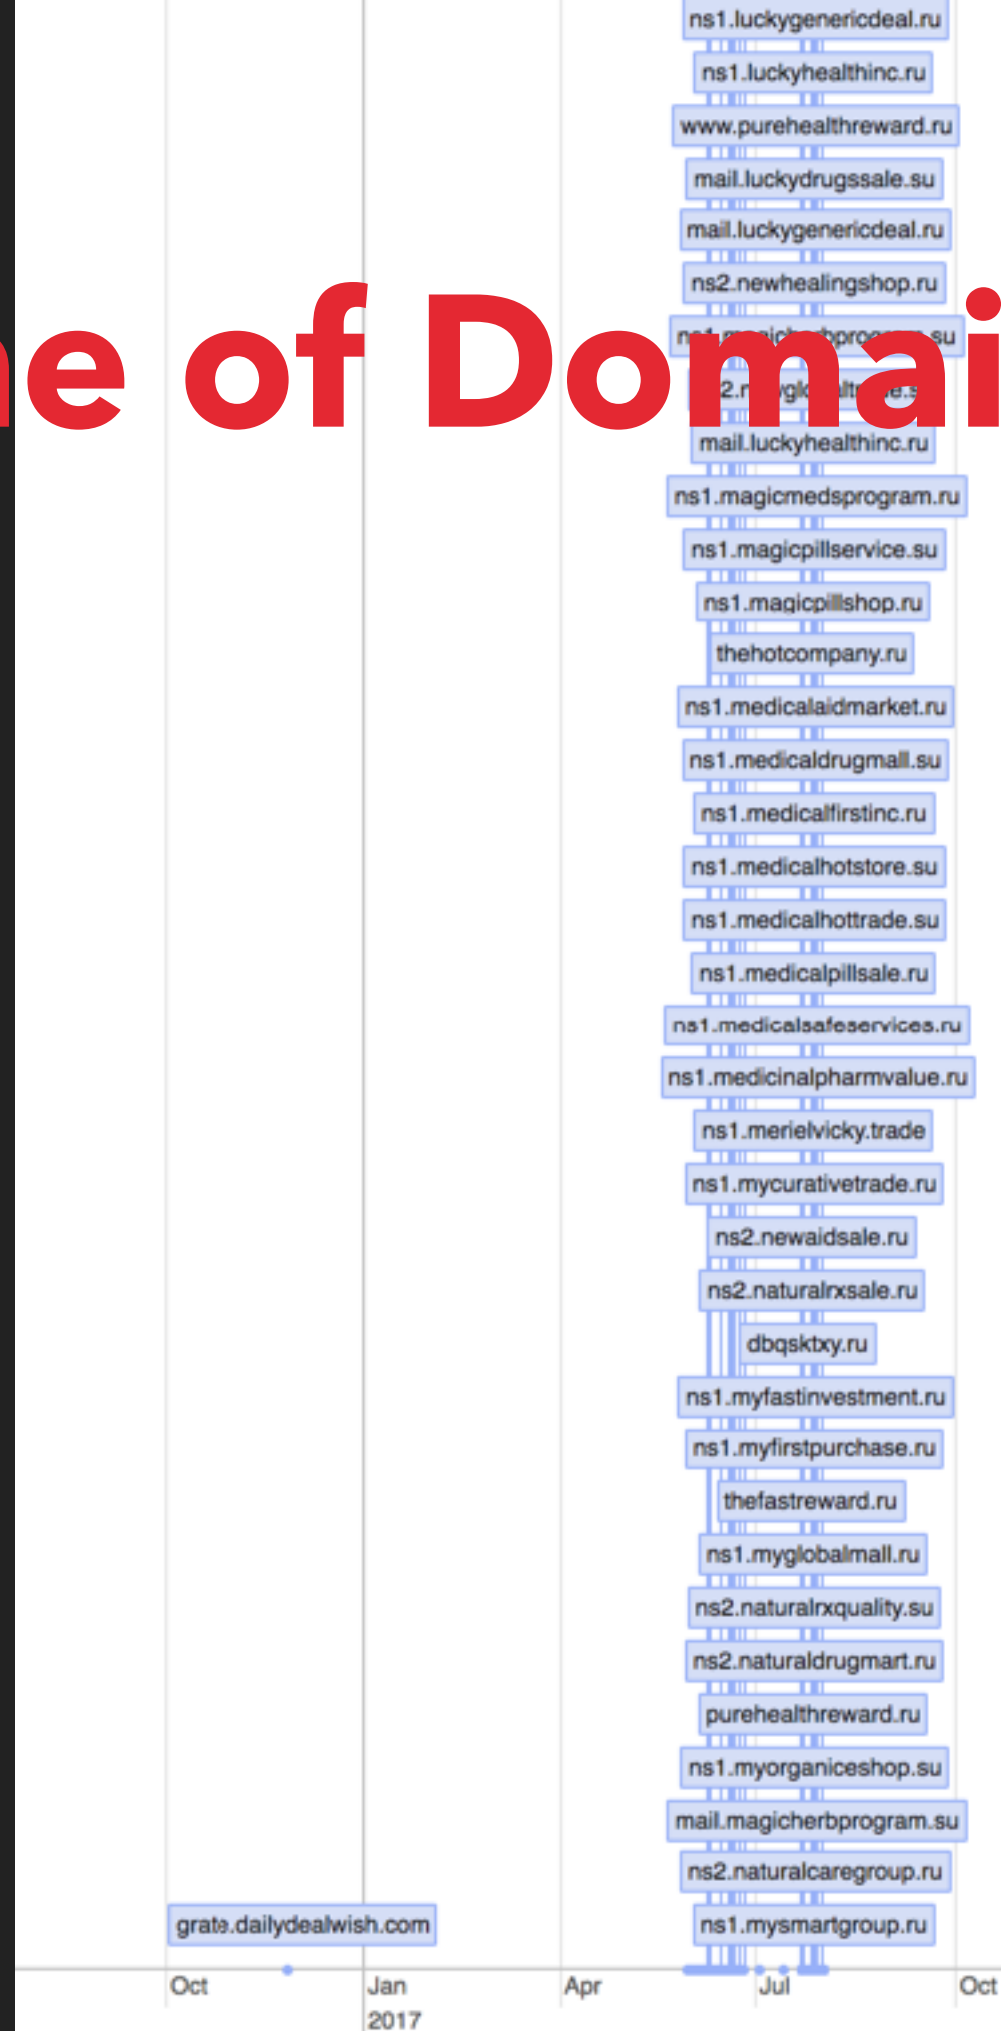 ns1.luckygenericdeal.ru
ns1.luckyhealthinc.ru
www.purehealthreward.ru
mail.luckydrugssale.su
mail.luckygenericdeal.ru
ns2.newhealingshop.ru
e of Domai
mail.luckyhealthinc.ru
ns1.magicmedsprogram.ru
ns1.magicpillservice.su
ns1.magicpillshop.ru
thehotcompany.ru
ns1.medicalaidmarket.ru
ns1.medicaldrugmall.su
ns1.medicalfirstinc.ru
ns1.medicalhotstore.su
ns1.medicalhottrade.su
ns1.medicalpillsale.ru
ns1.medicalsafeservices.ru
ns1.medicinalpharmvalue.ru
ns1.merielvicky.trade
ns1.mycurativetrade.ru
ns2.newaidsale.ru
ns2.naturalrxsale.ru
dbqsktxy.ru
ns1.myfastinvestment.ru
ns1.myfirstpurchase.ru
thefastreward.ru
ns1.myglobalmall.ru
ns2.naturalrxquality.su
ns2.naturaldrugmart.ru
purehealthreward.ru
ns1.myorganiceshop.su
mail.magicherbprogram.su
ns2.naturalcaregroup.ru
grate.dailydealwish.com ns1.mysmartgroup.ru
Oct Jan Apr Jul Oct
2017